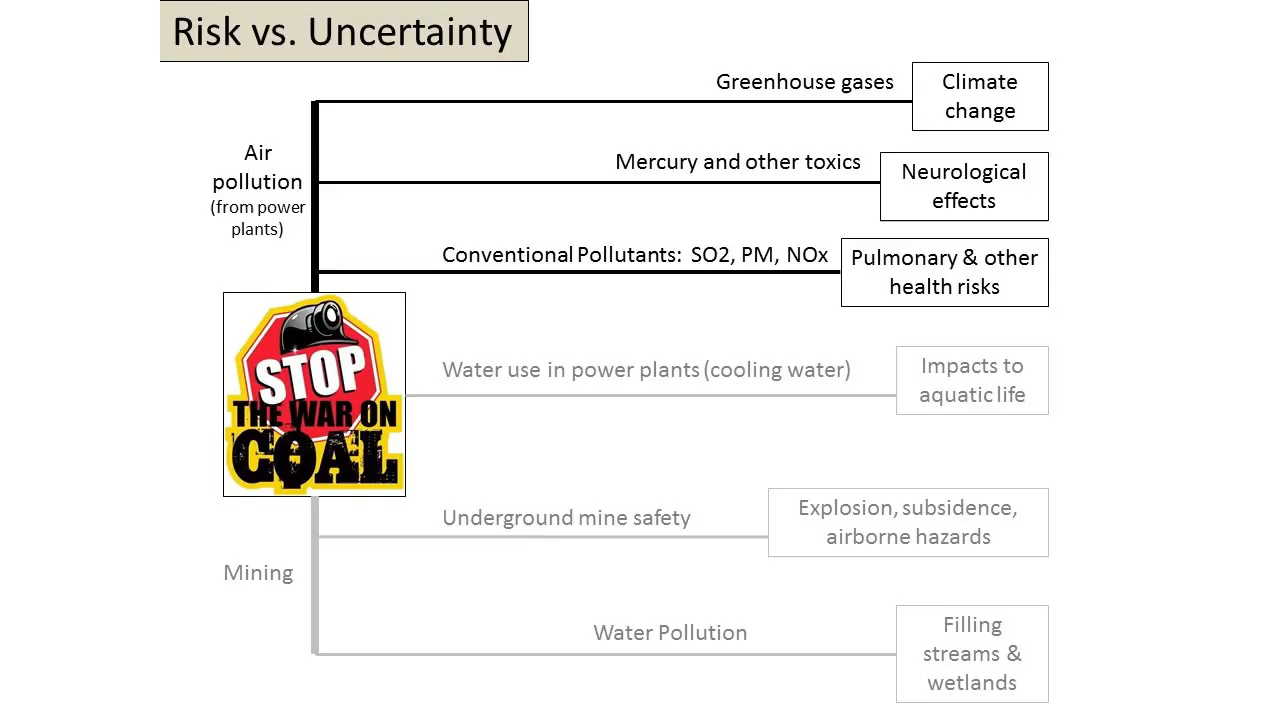 Risk vs. Uncertainty
Greenhouse gases
Climate
change
Air
pollution
(from power
plants)
Mercury and other toxics
Neurological
effects
Conventional Pollutants: SO2, PM, NOx
Pulmonary & other
health risks
STOP
THE WAR ON
COAL
Water use in power plants (cooling water)
Impacts to
aquatic life
Underground mine safety
Explosion, subsidence,
airborne hazards
Mining
Water Pollution
Filling
streams &
wetlands